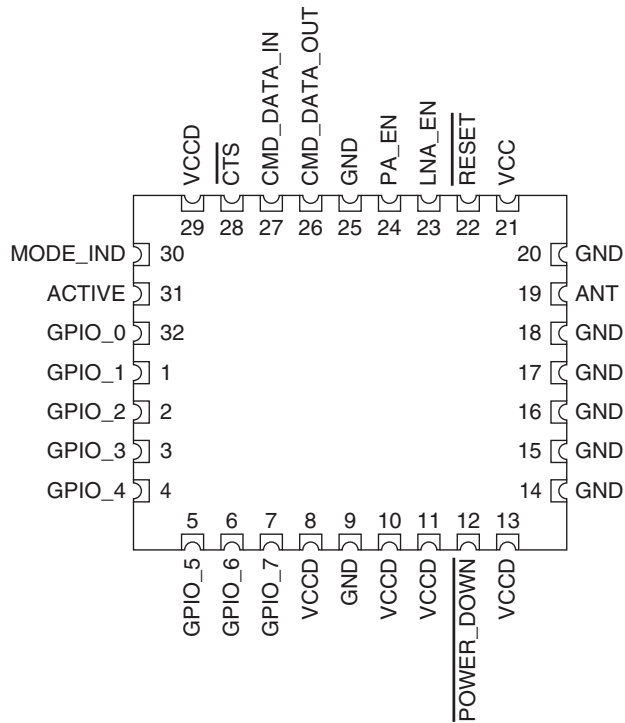 VCCD
CTS
CMD_DATA_IN
CMD_DATA_OUT
GND
PA_EN
LNA_EN
RESET
VCC
29 28 27 26 25 24 23 22 21
MODE_IND 30
20 GND
ACTIVE 31
19 ANT
GPIO_0 32
18 GND
GPIO_1 1
17 GND
GPIO_2 2
16 GND
GPIO_3 3
15 GND
GPIO_4 4
14 GND
5 6 7 8 9 10 11 12 13
GPIO_5
GPIO_6
GPIO_7
VCCD
GND
VCCD
VCCD
POWER_DOWN
VCCD